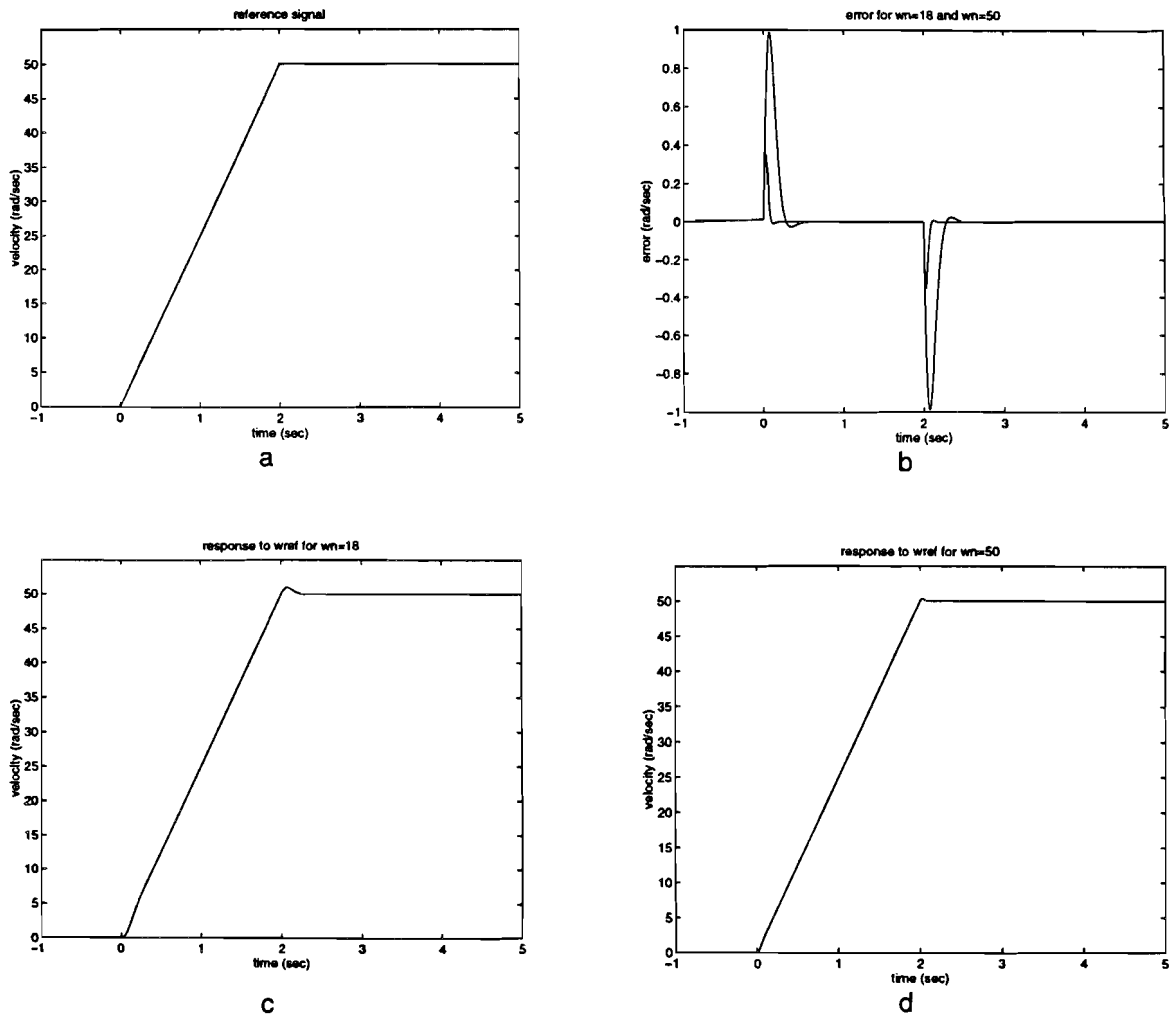 reference signal
velocity (rad/sec)
50
45
40
35
30
25
20
15
10
5
0
-1 0 1 2 3 4 5
time (sec)
a
error for wn=18 and wn=50
error (rad/sec)
1
0.8
0.6
0.4
0.2
0
-0.2
-0.4
-0.6
-0.8
-1
-1 0 1 2 3 4 5
time (sec)
b
response to wref for wn=18
velocity (rad/sec)
50
45
40
35
30
25
20
15
10
5
0
-1 0 1 2 3 4 5
time (sec)
c
response to wref for wn=50
velocity (rad/sec)
50
45
40
35
30
25
20
15
10
5
0
-1 0 1 2 3 4 5
time (sec)
d